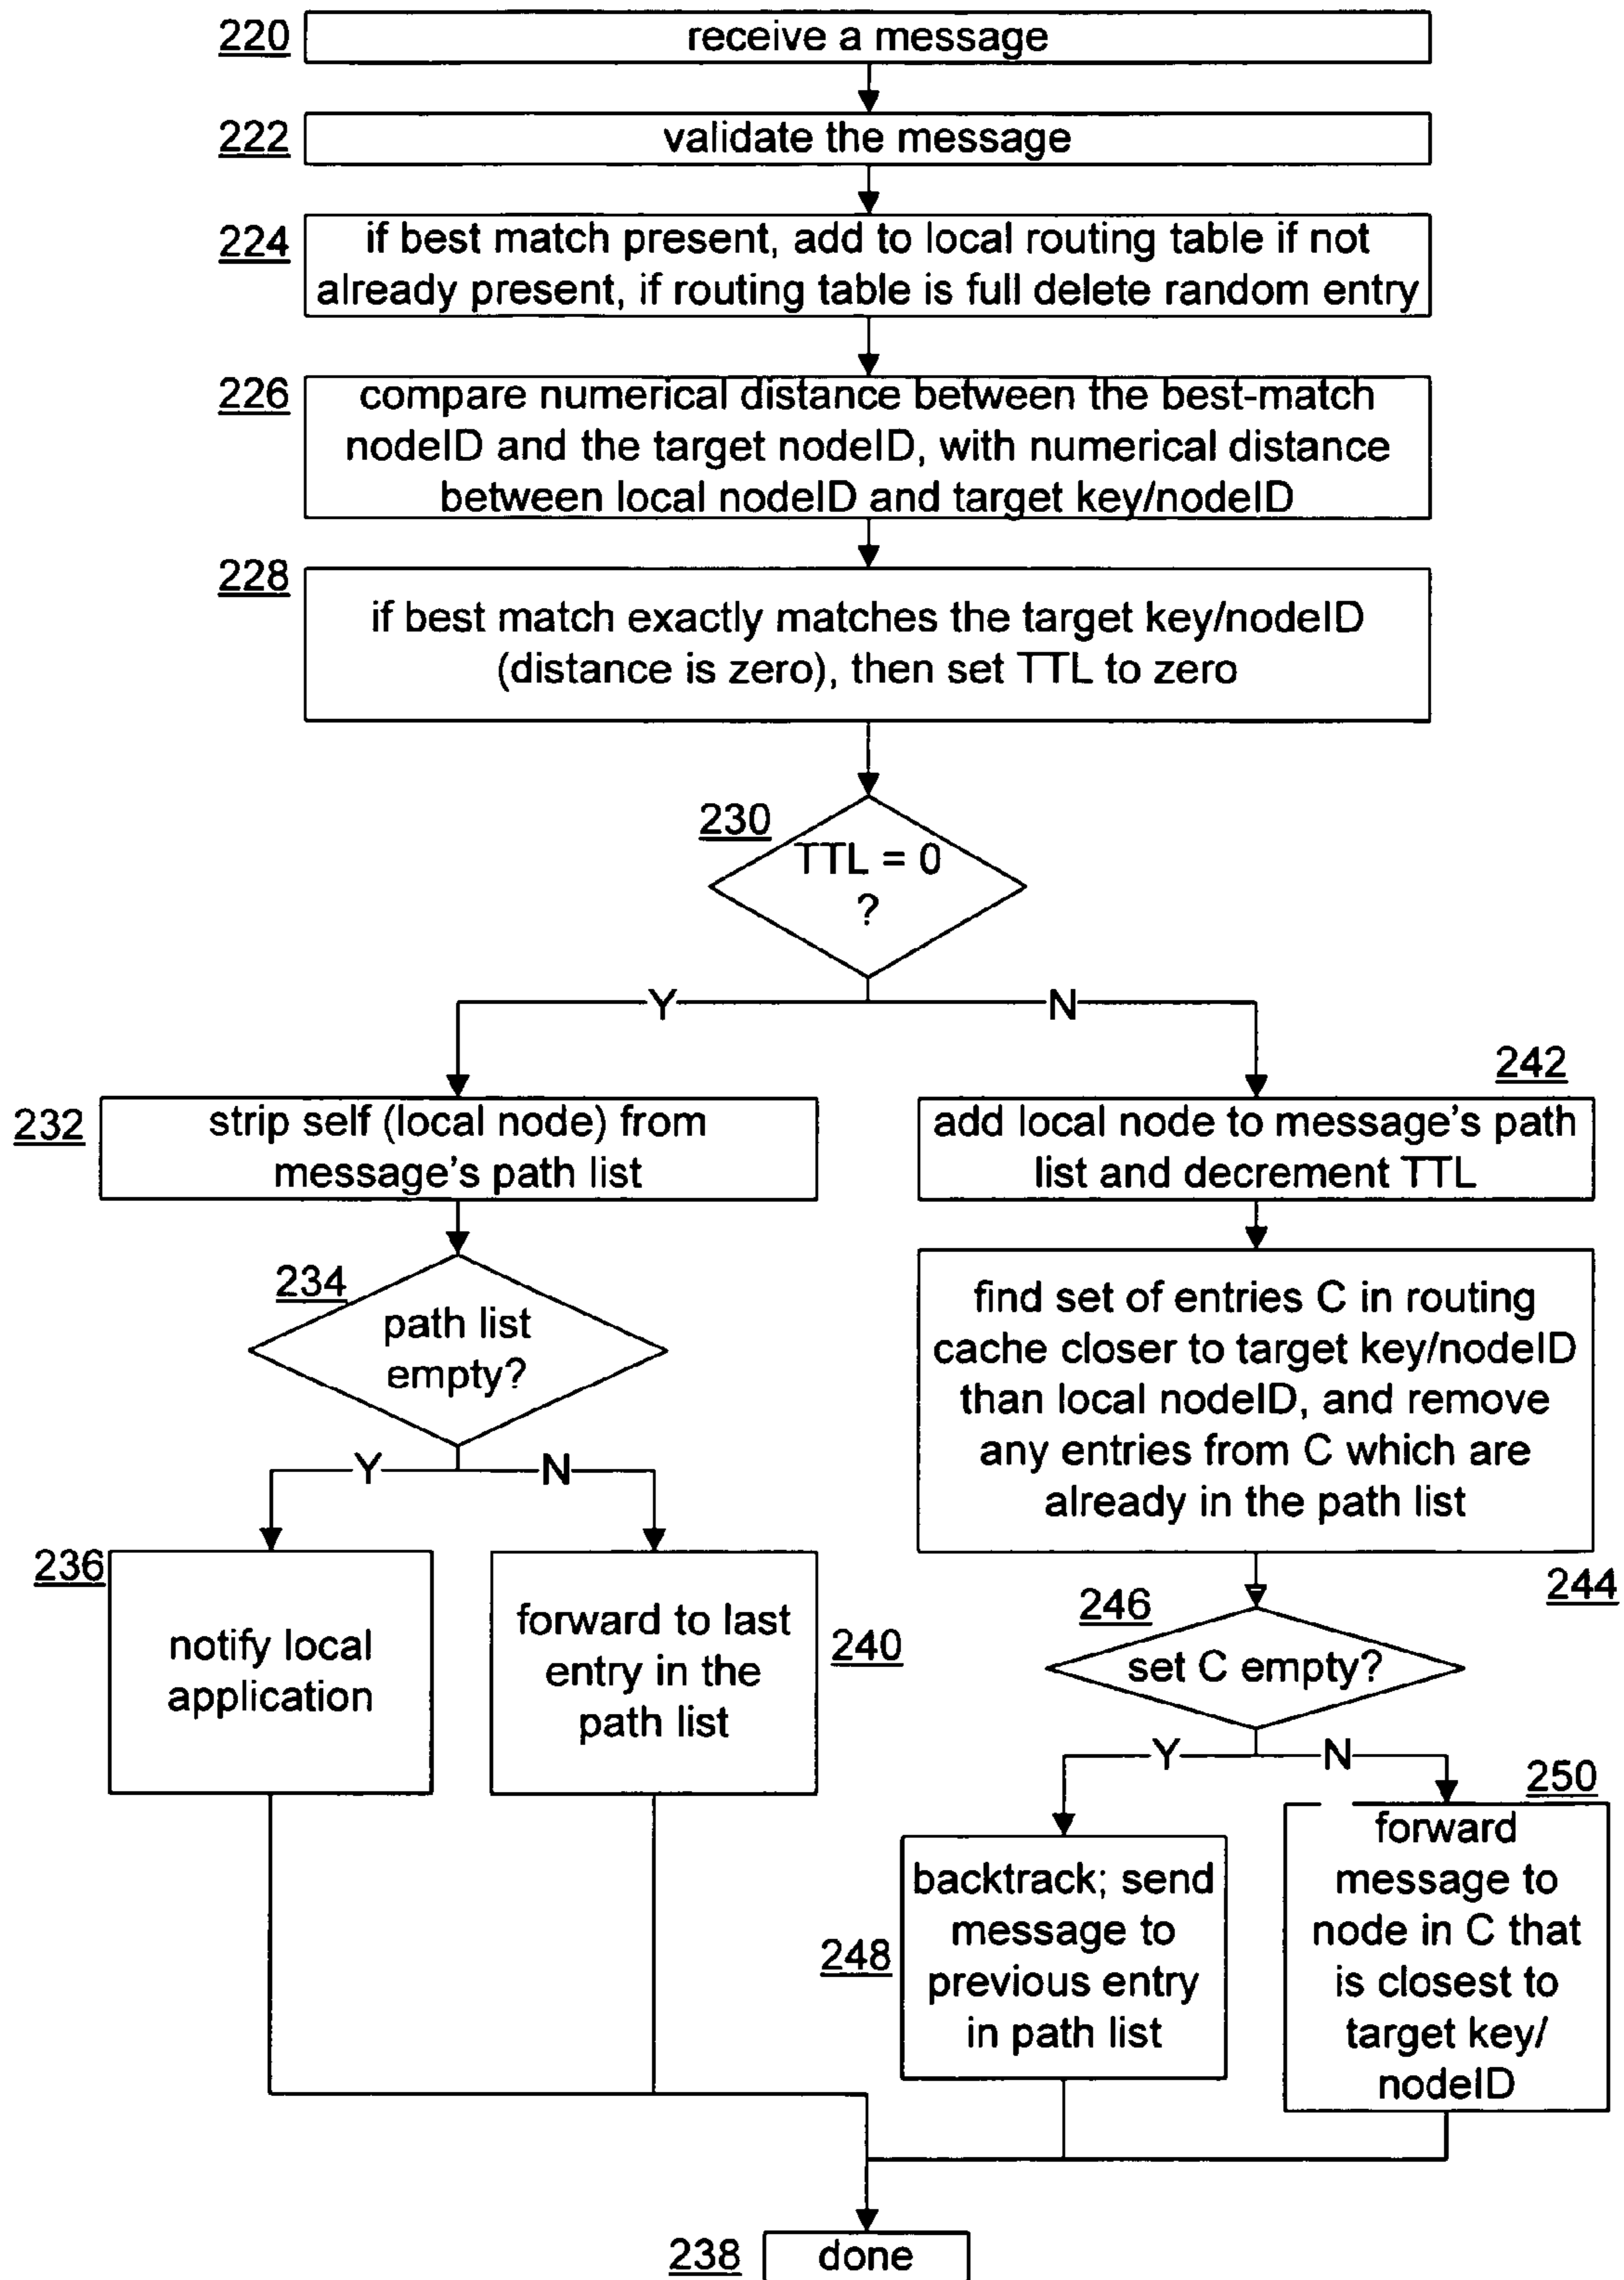 220
receive a message
222
validate the message
224
if best match present, add to local routing table if not
already present, if routing table is full delete random entry
226
compare numerical distance between the best-match
nodeID and the target nodeID, with numerical distance
between local nodeID and target key/nodeID
228
if best match exactly matches the target key/nodeID
(distance is zero), then set TTL to zero
230
TTL = 0
?
Y
N
232
strip self (local node) from
message's path list
242
add local node to message's path
list and decrement TTL
234
path list
empty?
Y
N
244
find set of entries C in routing
cache closer to target key/nodeID
than local nodeID, and remove
any entries from C which are
already in the path list
236
notify local
application
240
forward to last
entry in the
path list
246
set C empty?
Y
N
248
backtrack; send
message to
previous entry
in path list
250
forward
message to
node in C that
is closest to
target key/
nodeID
238
done